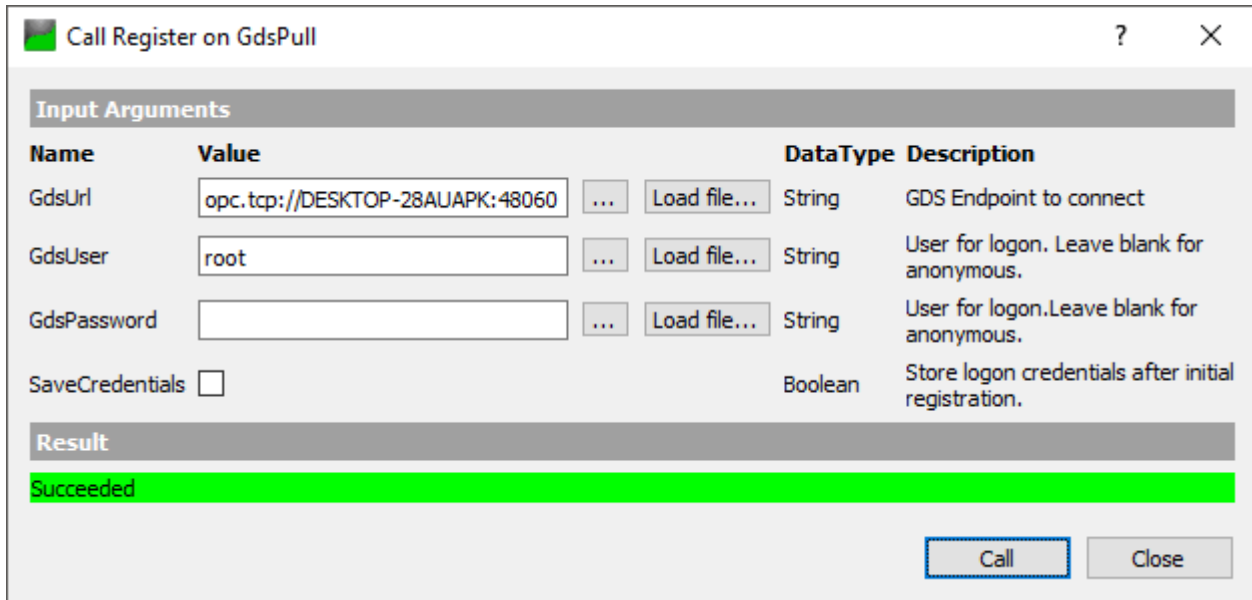 Call Register on GdsPull
?
Input Arguments
Name Value DataType Description
GdsUrl opc.tcp://DESKTOP-28AUAPK:48060 ... Load file... String GDS Endpoint to connect
GdsUser root ... Load file... String User for logon. Leave blank for
anonymous.
GdsPassword ... Load file... String User for logon.Leave blank for
anonymous.
SaveCredentials Boolean Store logon credentials after initial
registration.
Result
Succeeded
Call Close